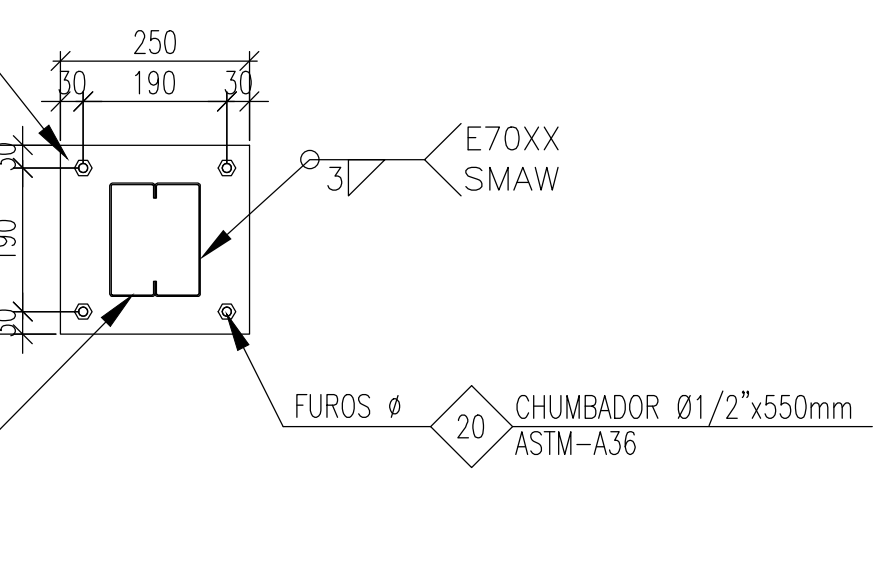 250
30 190 30
E70XX
3
SMAW
30
190
30
FUROS ø
20
CHUMBADOR Ø1/2"x550mm
ASTM-A36